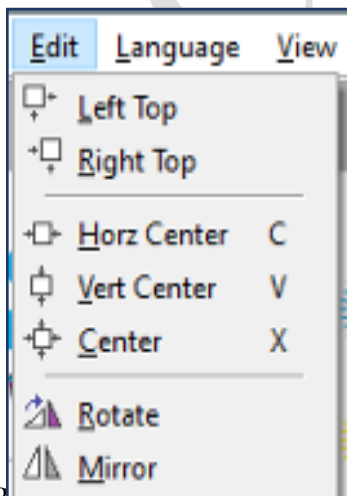 Edit Language View
Left Top
Right Top
Horz Center C
Vert Center V
Center X
Rotate
Mirror